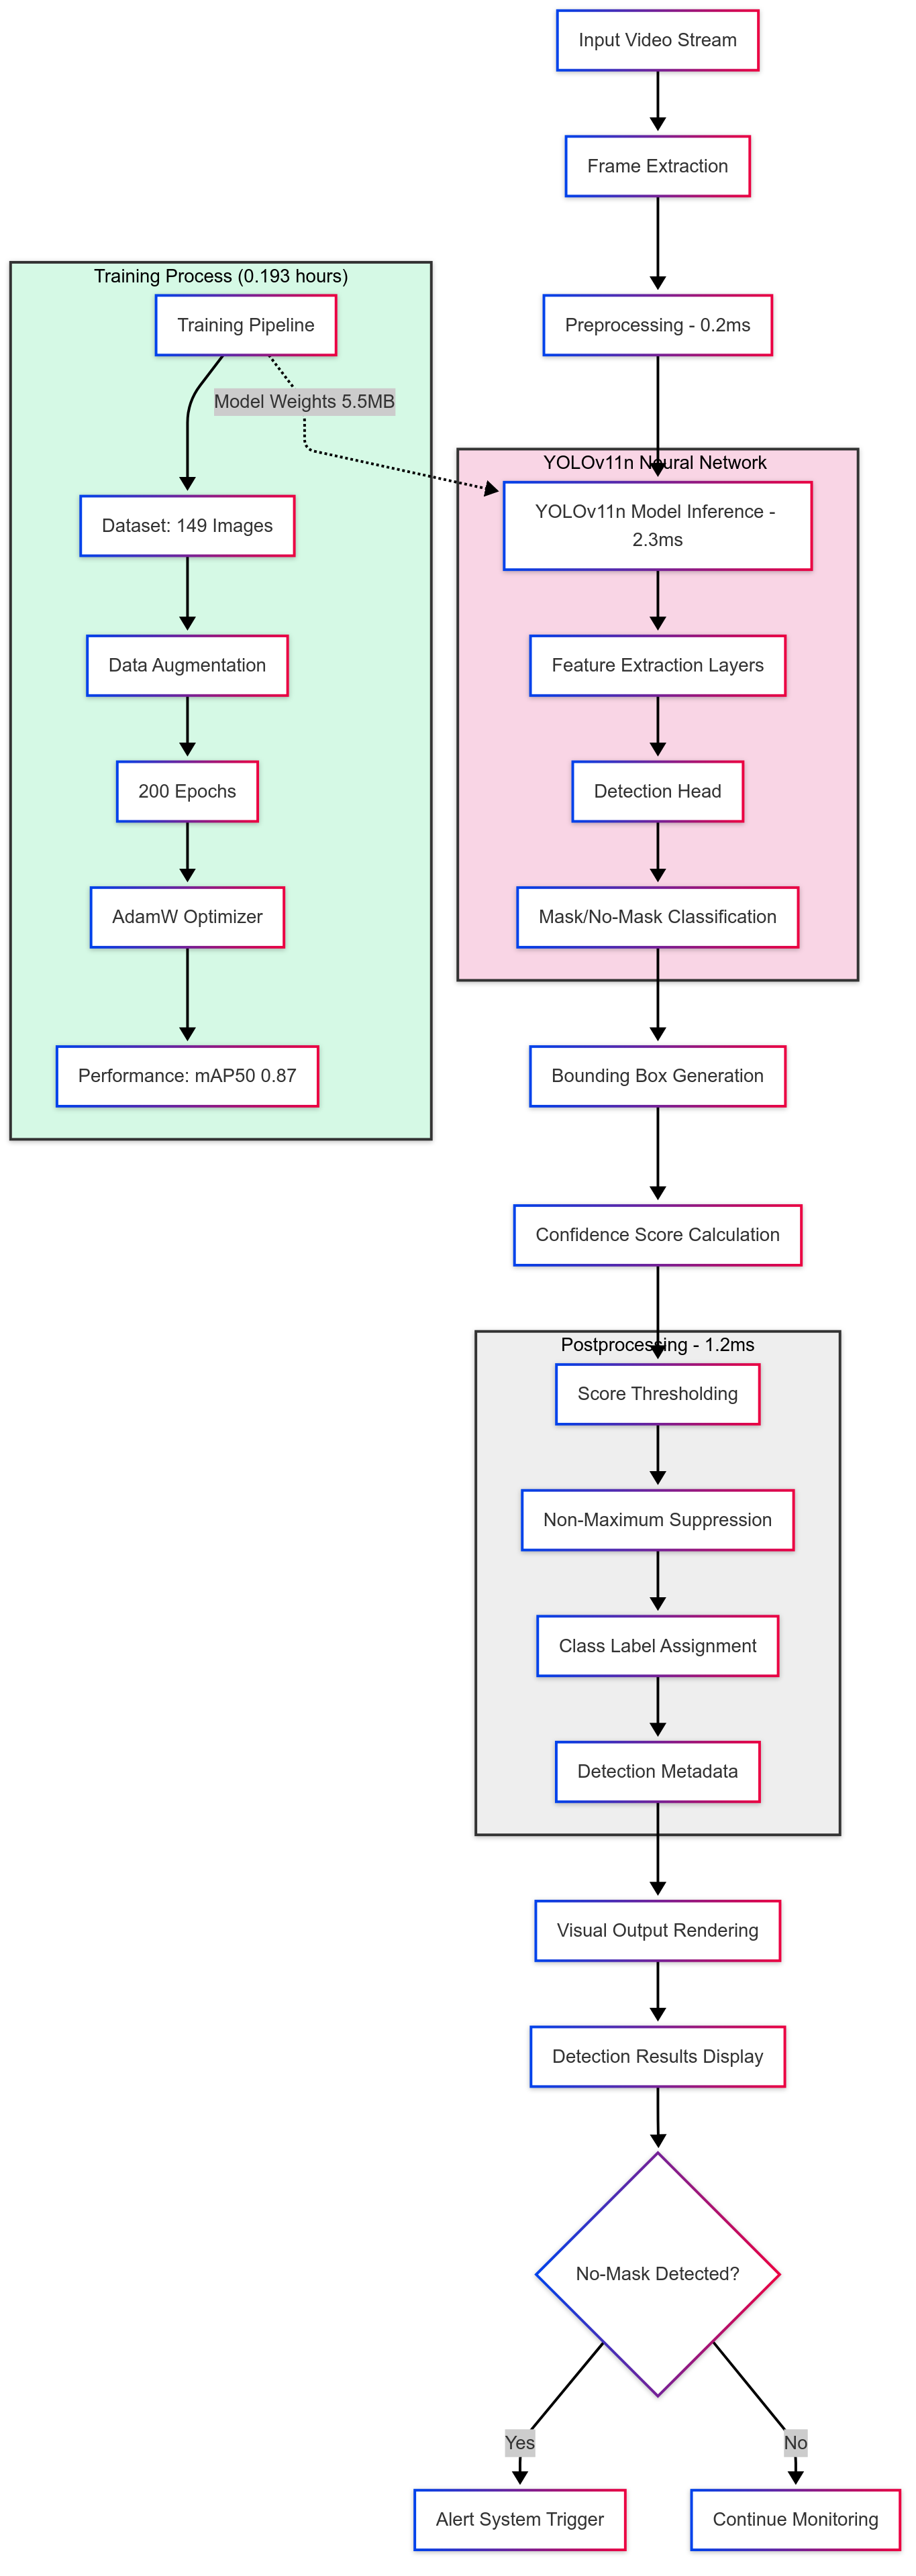 Input Video Stream
Frame Extraction
Training Process (0.193 hours)
Training Pipeline
Preprocessing - 0.2ms
Model Weights 5.5MB
YOLOv11n Neural Network
YOLOv11n Model Inference -
2.3ms
Dataset: 149 Images
Feature Extraction Layers
Data Augmentation
Detection Head
200 Epochs
Mask/No-Mask Classification
AdamW Optimizer
Bounding Box Generation
Performance: mAP50 0.87
Confidence Score Calculation
Postprocessing - 1.2ms
Score Thresholding
Non-Maximum Suppression
Class Label Assignment
Detection Metadata
Visual Output Rendering
Detection Results Display
No-Mask Detected?
Yes
No
Alert System Trigger
Continue Monitoring